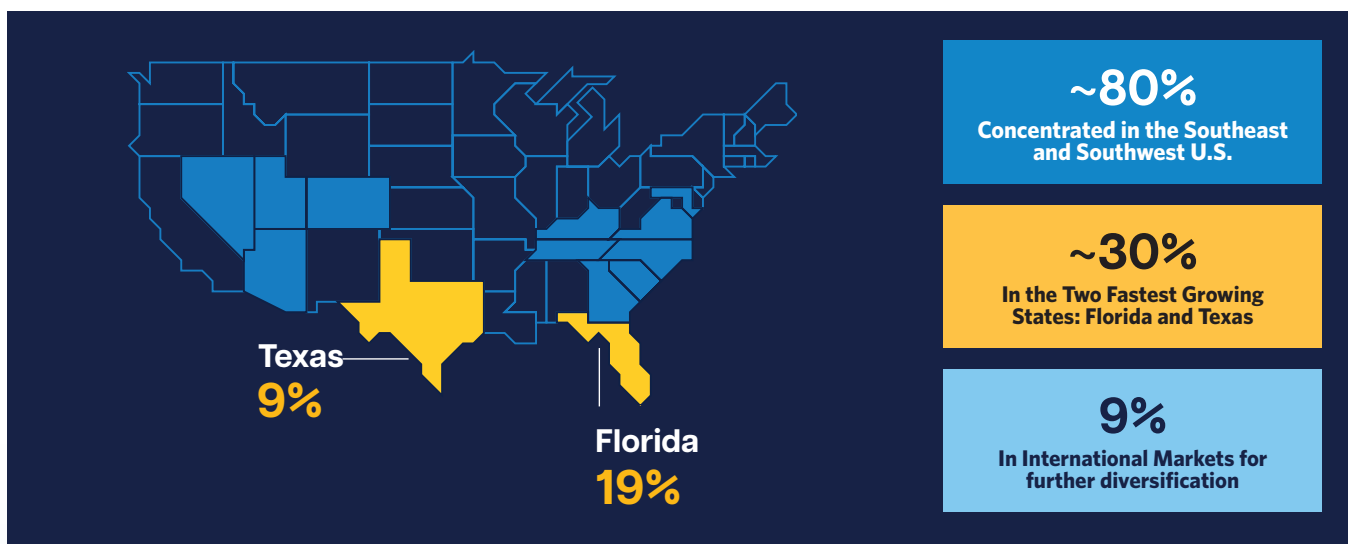 Texas
9%
Florida
19%
~80%
Concentrated in the Southeast
and Southwest U.S.
~30%
In the Two Fastest Growing
States: Florida and Texas
9%
In International Markets for
further diversification